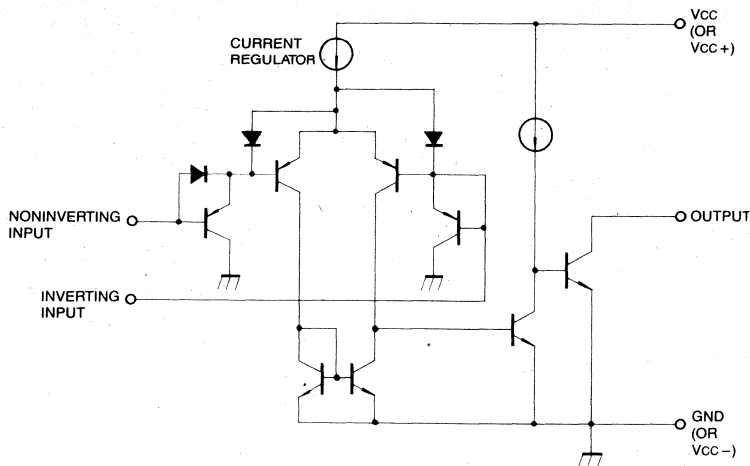 CURRENT
REGULATOR
VCC
(OR
VCC+)
NONINVERTING
INPUT
OUTPUT
INVERTING
INPUT
GND
(OR
VCC−)